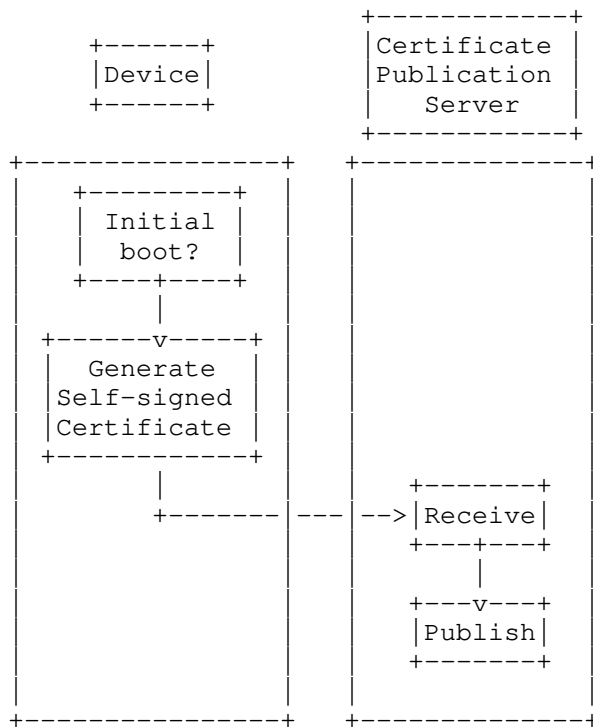 Device
Certificate
Publication
Server
Initial
boot?
Generate
Self-signed
Certificate
Receive
Publish